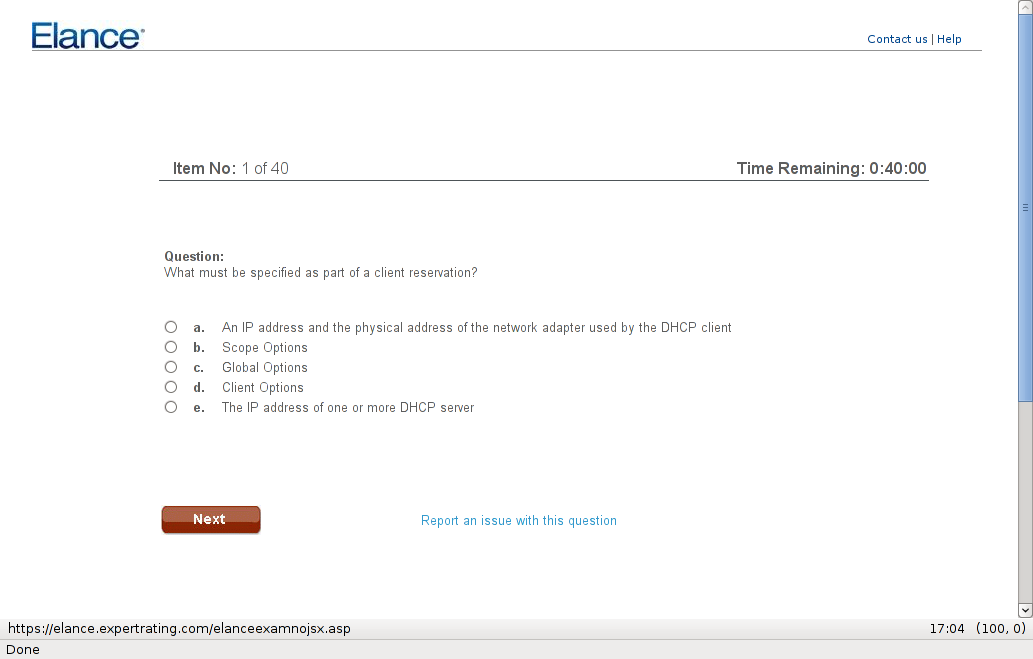 Elance
Contact us | Help
Item No: 1 of 40 Time Remaining: 0:40:00
Question:
What must be specified as part of a client reservation?
a. An IP address and the physical address of the network adapter used by the DHCP client
b. Scope Options
c. Global Options
d. Client Options
e. The IP address of one or more DHCP server
Next Report an issue with this question
https://elance.expertrating.com/elanceexamnojsx.asp 17:04 (100, 0)
Done